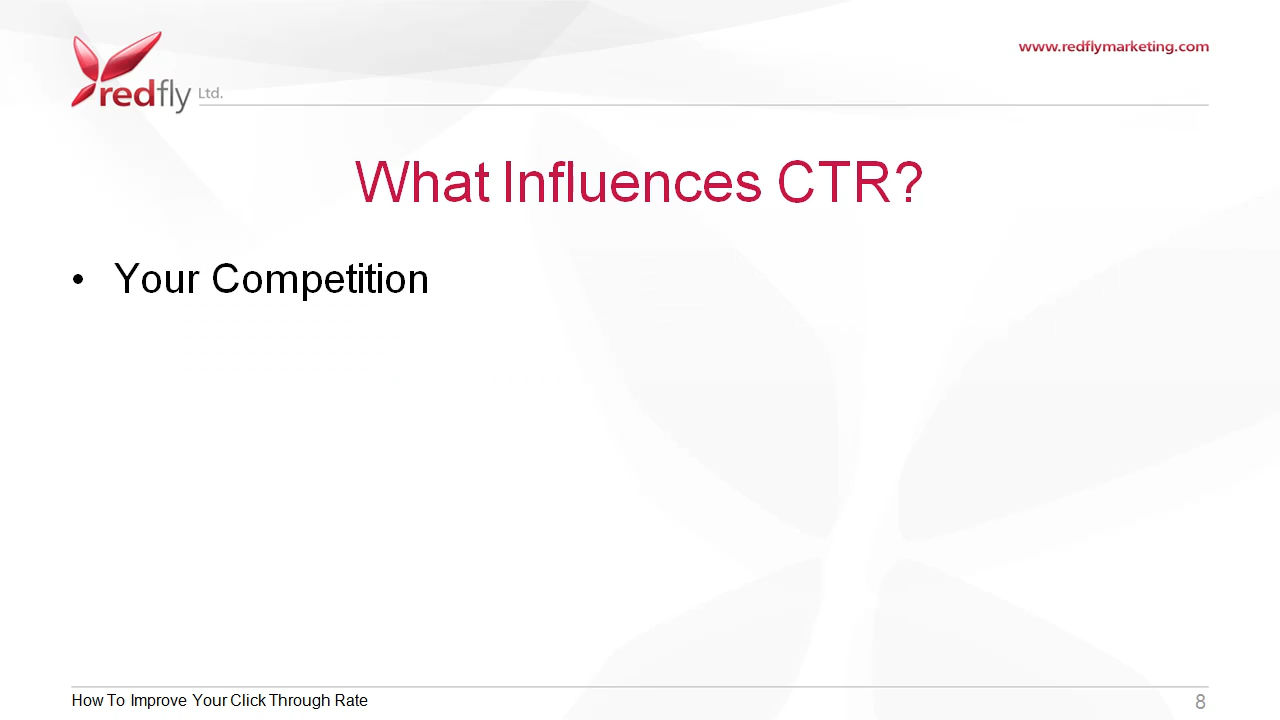 www.redflymarketing.com
redfly Ltd.
What Influences CTR?
• Your Competition
How To Improve Your Click Through Rate
8